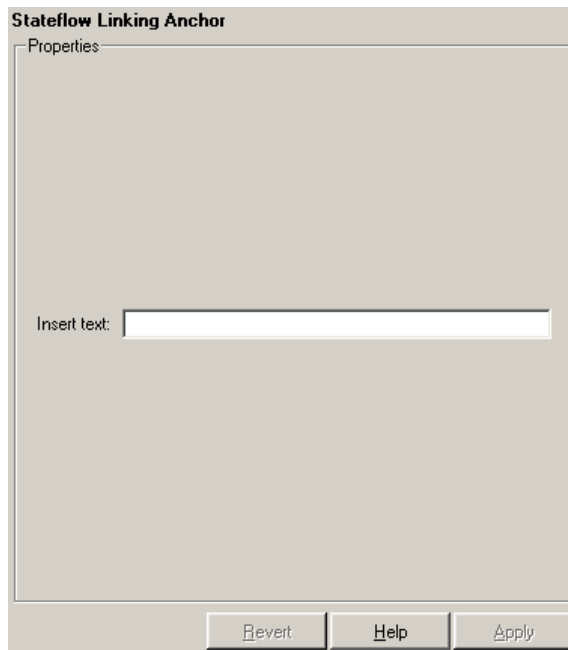 Stateflow Linking Anchor
Properties
Insert text:
Revert Help Apply